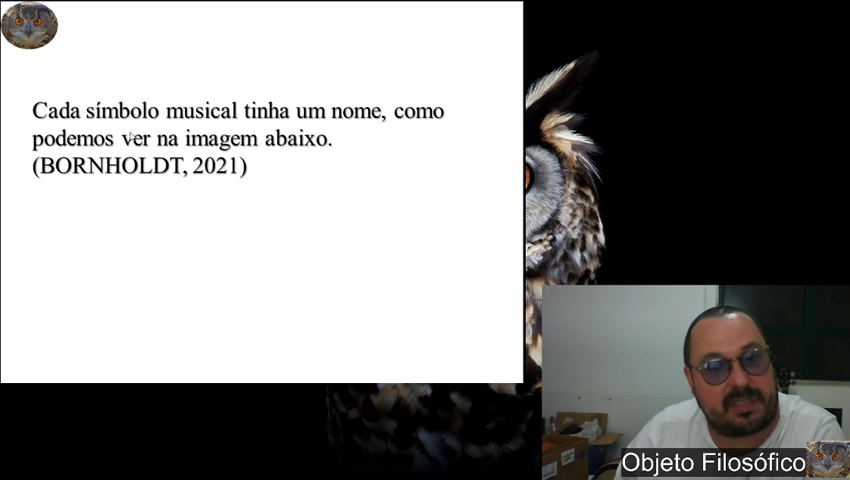 Cada símbolo musical tinha um nome, como
podemos ver na imagem abaixo.
(BORNHOLDT, 2021)
Objeto Filosófico